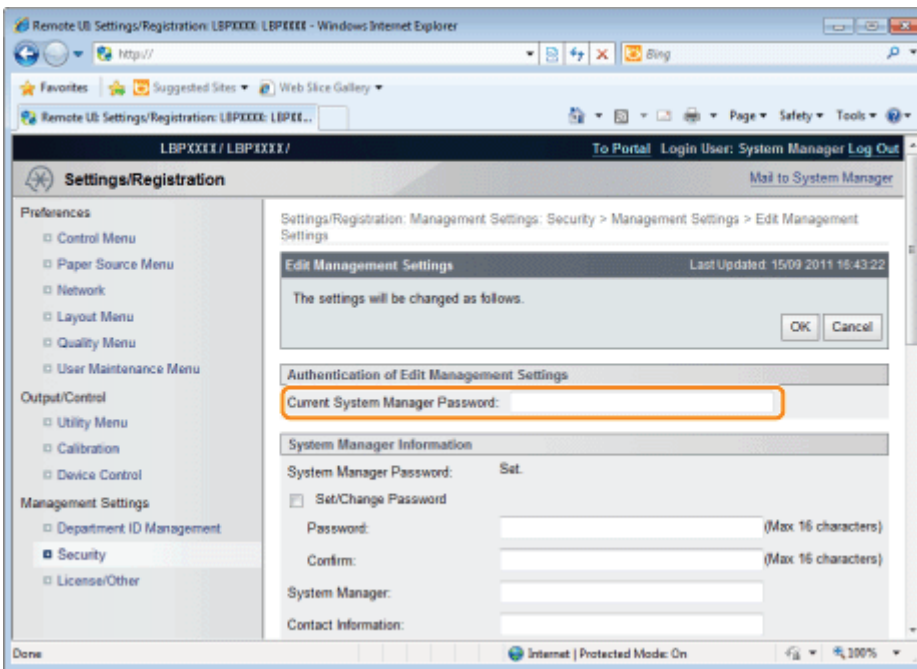 Remote UI: Settings/Registration: LBPXXXX: LBPXXXX - Windows Internet Explorer
http://
Bing
Favorites Suggested Sites Web Slice Gallery
Remote UI: Settings/Registration: LBPXXXX: LBPXX...
Page Safety Tools
LBPXXXX / LBPXXXX /
To Portal Login User: System Manager Log Out
Settings/Registration
Mail to System Manager
Preferences
Control Menu
Paper Source Menu
Network
Layout Menu
Quality Menu
User Maintenance Menu
Output/Control
Utility Menu
Calibration
Device Control
Management Settings
Department ID Management
Security
License/Other
Settings/Registration: Management Settings: Security > Management Settings > Edit Management
Settings
Edit Management Settings
Last Updated: 15/09 2011 16:43:22
The settings will be changed as follows.
OK Cancel
Authentication of Edit Management Settings
Current System Manager Password:
System Manager Information
System Manager Password: Set.
Set/Change Password
Password: (Max 16 characters)
Confirm: (Max 16 characters)
System Manager:
Contact Information:
Done
Internet | Protected Mode: On
100%